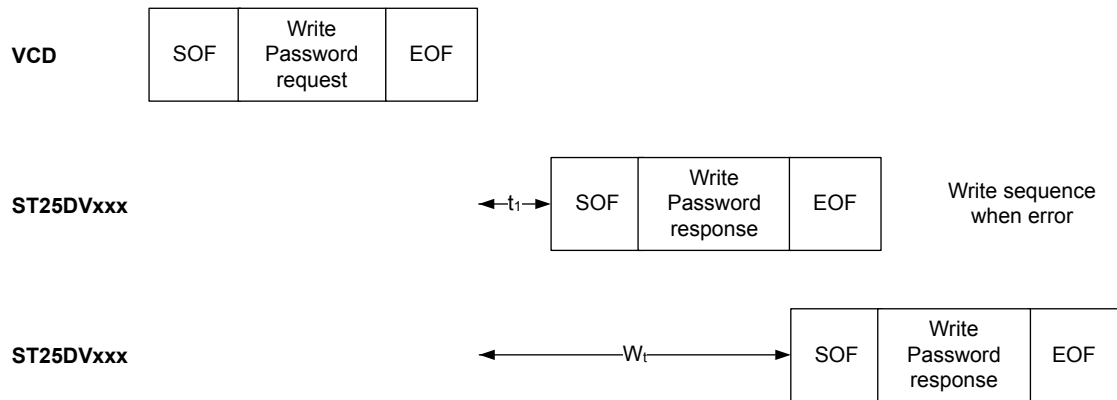 VCD
SOF
Write
Password
request
EOF
ST25DVxxx
t1
SOF
Write
Password
response
EOF
Write sequence
when error
ST25DVxxx
Wt
SOF
Write
Password
response
EOF